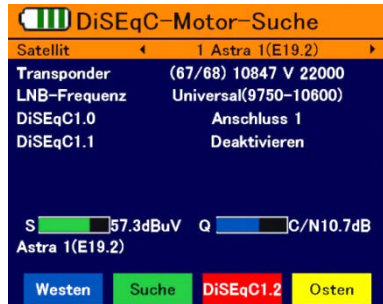 DiSEqC-Motor-Suche
Satellit 1 Astra 1(E19.2)
Transponder (67/68) 10847 V 22000
LNB-Frequenz Universal(9750-10600)
DiSEqC1.0 Anschluss 1
DiSEqC1.1 Deaktivieren
S 57.3dBuV Q C/N10.7dB
Astra 1(E19.2)
Westen Suche DiSEqC1.2 Osten